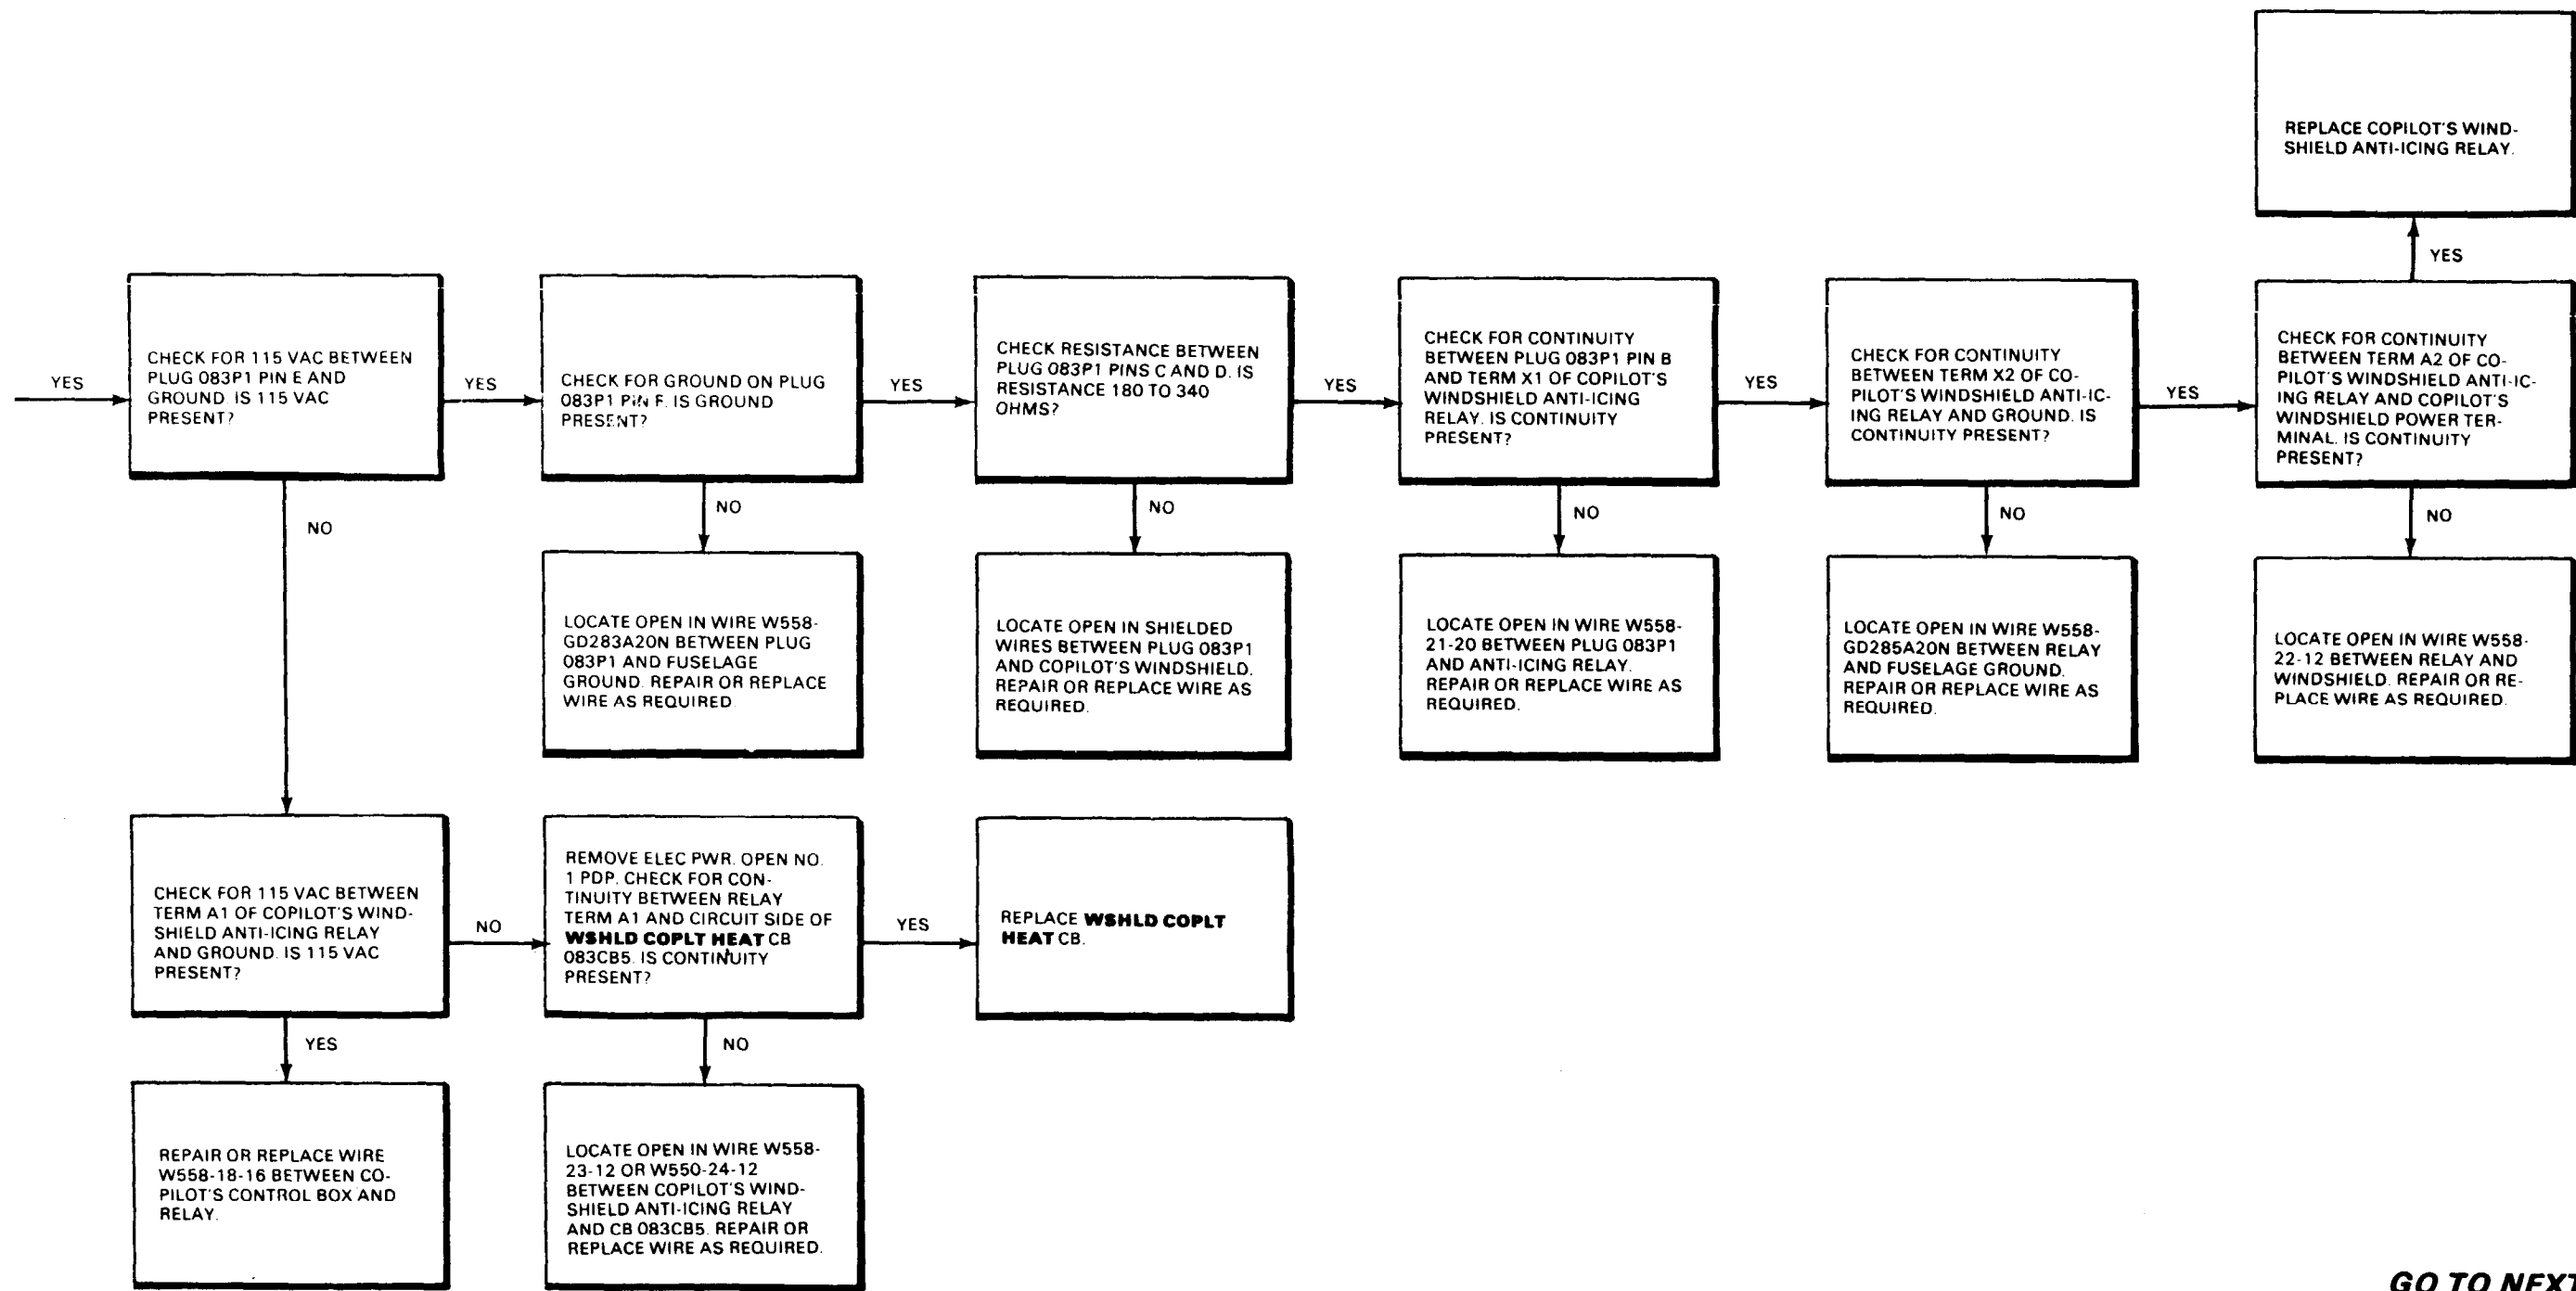 REPLACE COPILOT'S WIND-
SHIELD ANTI-ICING RELAY.
YES
YES
CHECK FOR 115 VAC BETWEEN
PLUG 083P1 PIN E AND
GROUND. IS 115 VAC
PRESENT?
YES
CHECK FOR GROUND ON PLUG
083P1 PIN F. IS GROUND
PRESENT?
YES
CHECK RESISTANCE BETWEEN
PLUG 083P1 PINS C AND D. IS
RESISTANCE 180 TO 340
OHMS?
YES
CHECK FOR CONTINUITY
BETWEEN PLUG 083P1 PIN B
AND TERM X1 OF COPILOT'S
WINDSHIELD ANTI-ICING
RELAY. IS CONTINUITY
PRESENT?
YES
CHECK FOR CONTINUITY
BETWEEN TERM X2 OF CO-
PILOT'S WINDSHIELD ANTI-IC-
ING RELAY AND GROUND. IS
CONTINUITY PRESENT?
YES
CHECK FOR CONTINUITY
BETWEEN TERM A2 OF CO-
PILOT'S WINDSHIELD ANTI-IC-
ING RELAY AND COPILOT'S
WINDSHIELD POWER TER-
MINAL. IS CONTINUITY
PRESENT?
NO
NO
NO
NO
NO
NO
LOCATE OPEN IN WIRE W558-
GD283A20N BETWEEN PLUG
083P1 AND FUSELAGE
GROUND. REPAIR OR REPLACE
WIRE AS REQUIRED.
LOCATE OPEN IN SHIELDED
WIRES BETWEEN PLUG 083P1
AND COPILOT'S WINDSHIELD.
REPAIR OR REPLACE WIRE AS
REQUIRED.
LOCATE OPEN IN WIRE W558-
21-20 BETWEEN PLUG 083P1
AND ANTI-ICING RELAY.
REPAIR OR REPLACE WIRE AS
REQUIRED.
LOCATE OPEN IN WIRE W558-
GD285A20N BETWEEN RELAY
AND FUSELAGE GROUND.
REPAIR OR REPLACE WIRE AS
REQUIRED.
LOCATE OPEN IN WIRE W558-
22-12 BETWEEN RELAY AND
WINDSHIELD. REPAIR OR RE-
PLACE WIRE AS REQUIRED.
CHECK FOR 115 VAC BETWEEN
TERM A1 OF COPILOT'S WIND-
SHIELD ANTI-ICING RELAY
AND GROUND. IS 115 VAC
PRESENT?
NO
REMOVE ELEC PWR. OPEN NO.
1 PDP. CHECK FOR CON-
TINUITY BETWEEN RELAY
TERM A1 AND CIRCUIT SIDE OF
WSHLD COPLT HEAT CB
083CB5. IS CONTINUITY
PRESENT?
YES
REPLACE WSHLD COPLT
HEAT CB.
YES
NO
REPAIR OR REPLACE WIRE
W558-18-16 BETWEEN CO-
PILOT'S CONTROL BOX AND
RELAY.
LOCATE OPEN IN WIRE W558-
23-12 OR W550-24-12
BETWEEN COPILOT'S WIND-
SHIELD ANTI-ICING RELAY
AND CB 083CB5. REPAIR OR
REPLACE WIRE AS REQUIRED.
GO TO NEXT